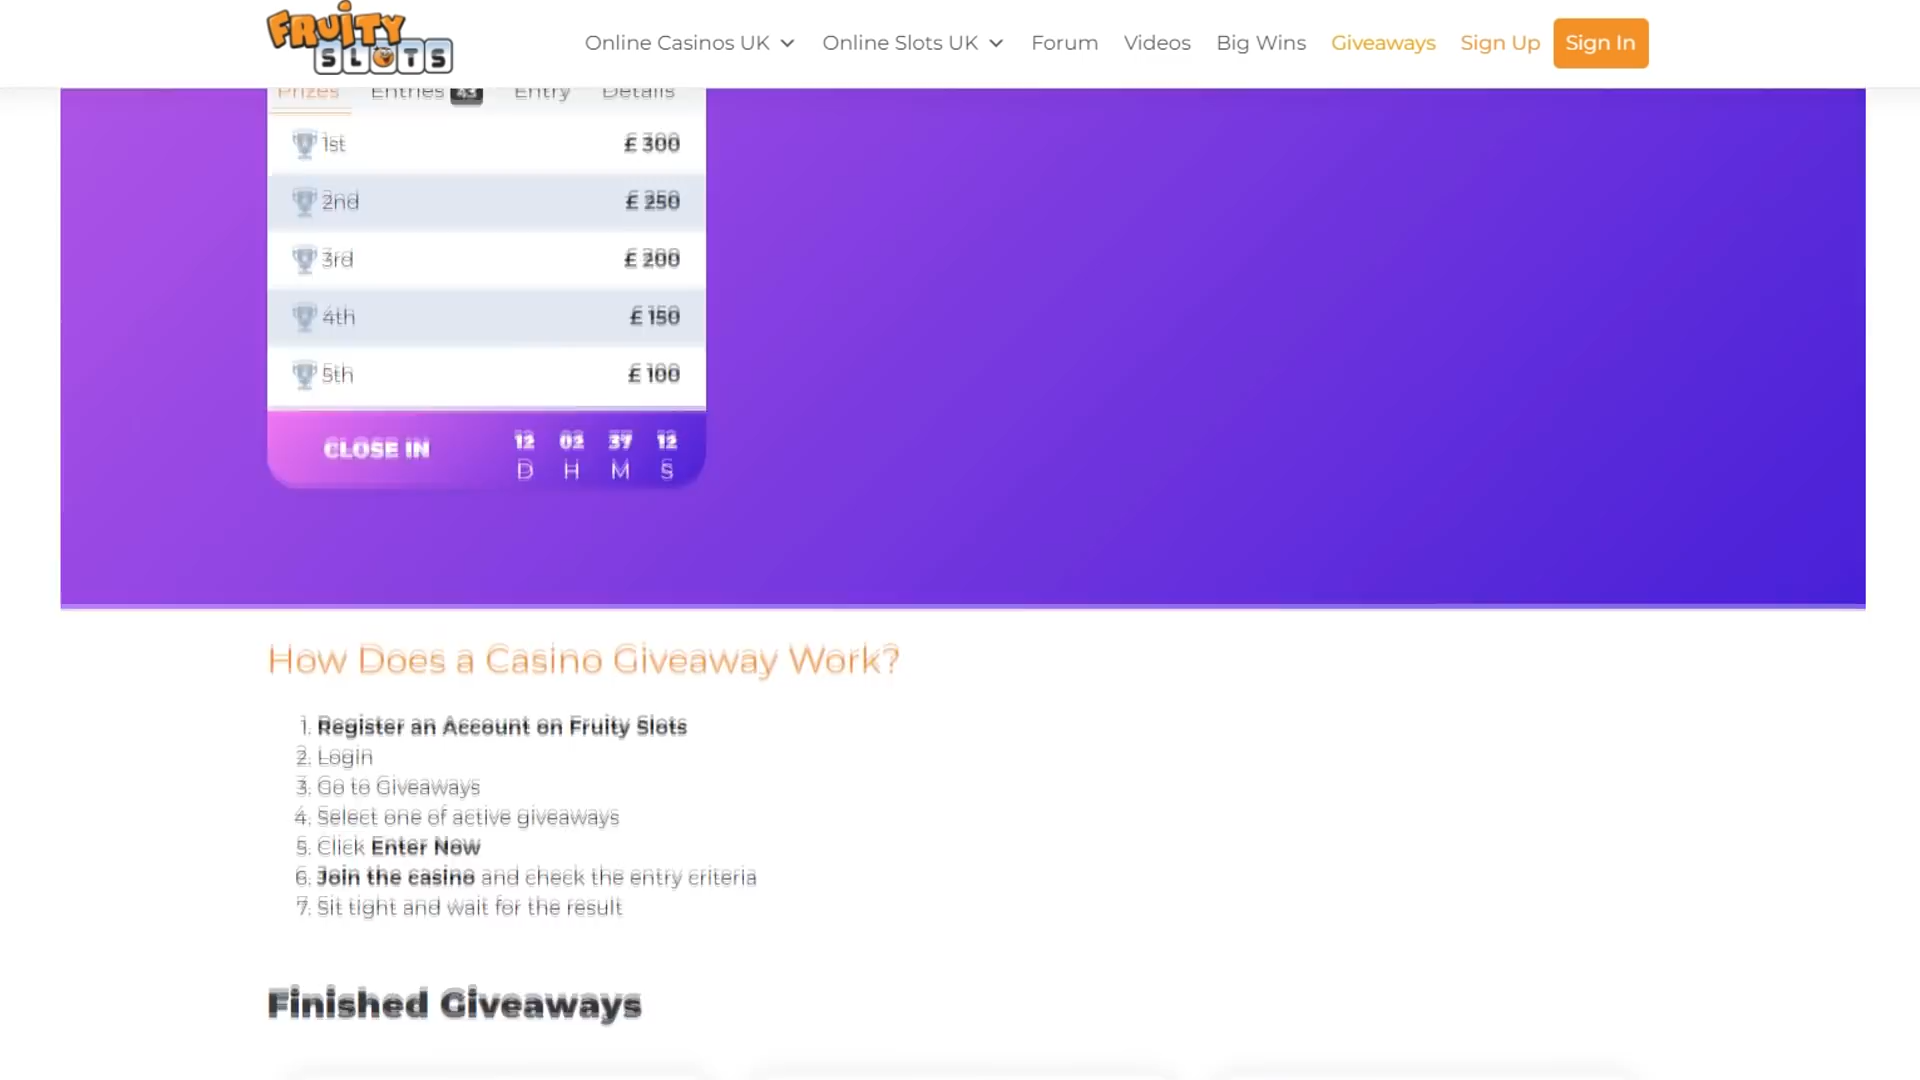 FRUITY
SLOTS
Online Casinos UK
Online Slots UK
Forum
Videos
Big Wins
Giveaways
Sign Up
Sign In
Prizes
Entries 43
Entry
Details
1st £ 300
2nd £ 250
3rd £ 200
4th £ 150
5th £ 100
CLOSE IN
12 02 37 12
D H M S
How Does a Casino Giveaway Work?
1. Register an Account on Fruity Slots
2. Login
3. Go to Giveaways
4. Select one of active giveaways
5. Click Enter Now
6. Join the casino and check the entry criteria
7. Sit tight and wait for the result
Finished Giveaways